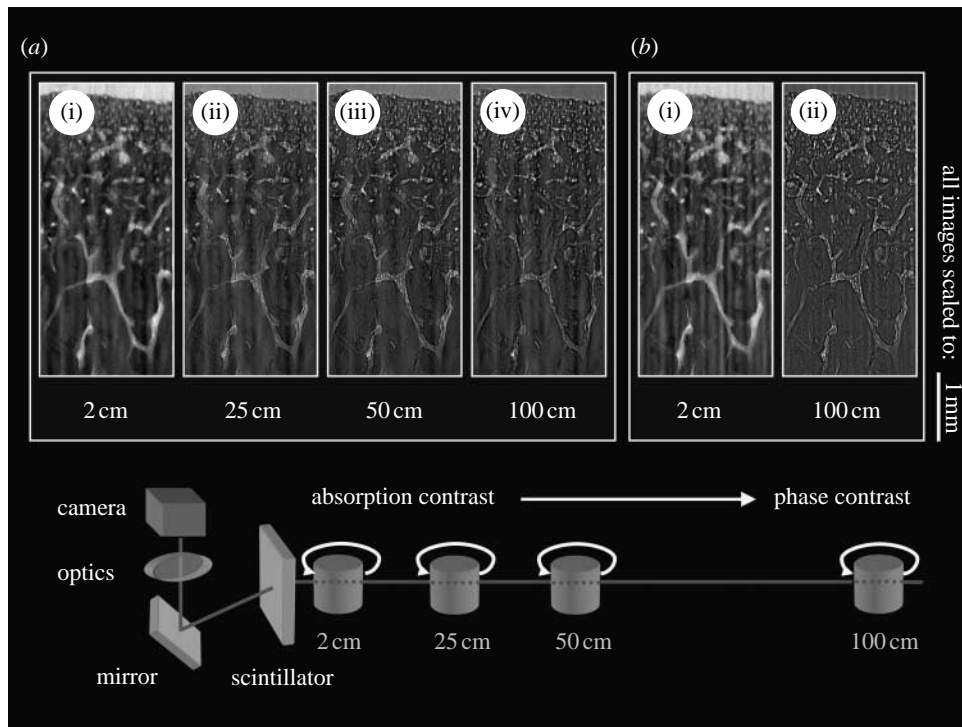 (a)
(b)
(i)
(ii)
(iii)
(iv)
(i)
(ii)
2 cm
25 cm
50 cm
100 cm
2 cm
100 cm
all images scaled to:
1 mm
absorption contrast
phase contrast
camera
optics
mirror
scintillator
2 cm
25 cm
50 cm
100 cm